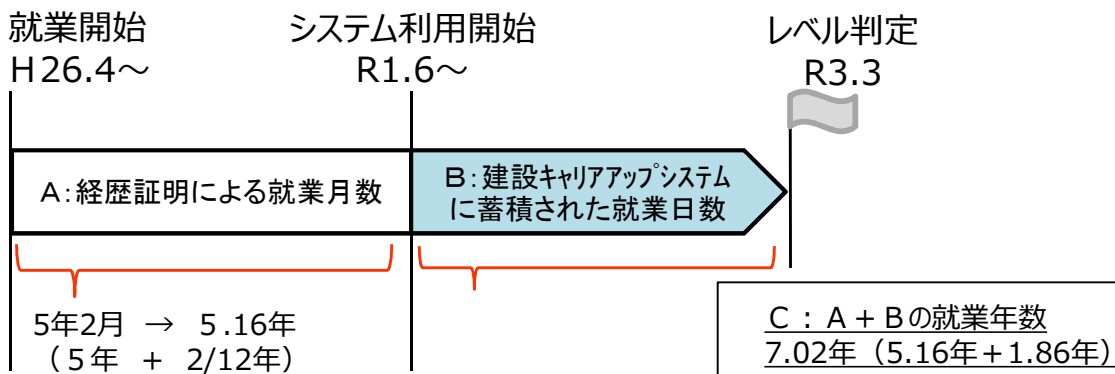 就業開始
H26.4～
システム利用開始
R1.6～
レベル判定
R3.3
A:経歴証明による就業月数
B:建設キャリアアップシステム
に蓄積された就業日数
5年2月 → 5.16年
（5年 + 2/12年）
C：A＋Bの就業年数
7.02年（5.16年＋1.86年）